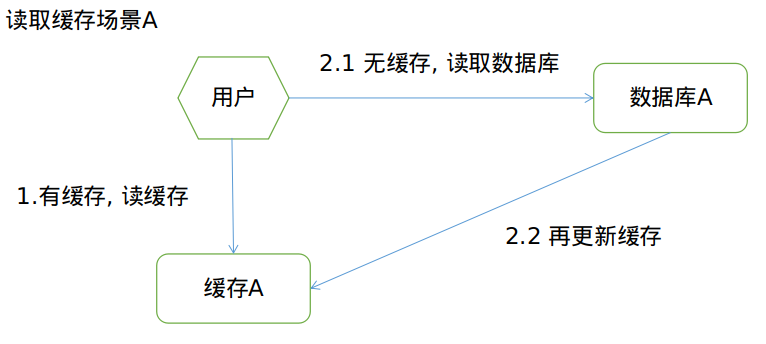 读取缓存场景A
2.1 无缓存, 读取数据库
用户
数据库A
1.有缓存, 读缓存
2.2 再更新缓存
缓存A